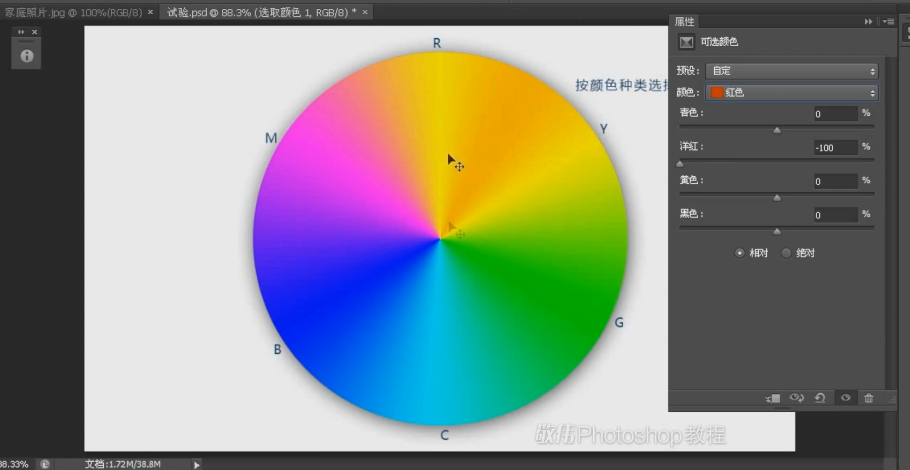 家庭照片.jpg @ 100%(RGB/8) ×
试验.psd @ 88.3% (选取颜色 1, RGB/8) * ×
属性
可选颜色
预设: 自定
颜色: 红色
青色: 0 %
洋红: -100 %
黄色: 0 %
黑色: 0 %
相对 绝对
R
按颜色种类选择
Y
M
G
B
C
敬伟Photoshop教程
88.33%
文档:1.72M/38.8M